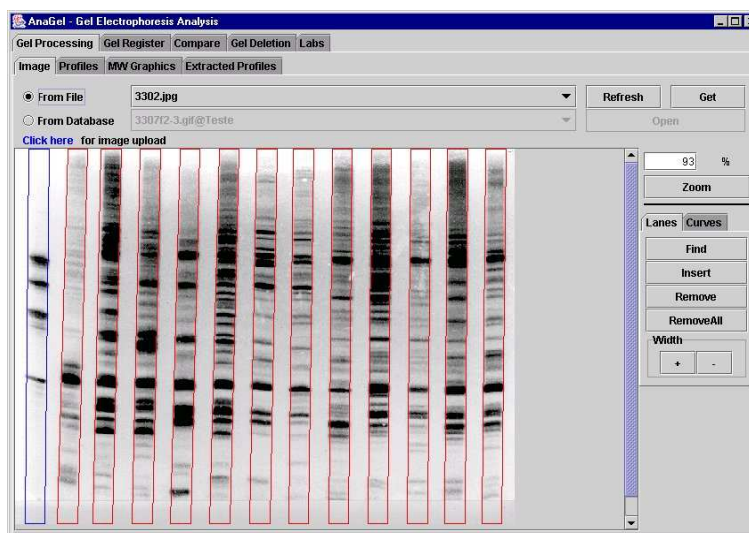 AnaGel - Gel Electrophoresis Analysis
Gel Processing Gel Register Compare Gel Deletion Labs
Image Profiles MW Graphics Extracted Profiles
From File 3302.jpg Refresh Get
From Database 3307f2-3.gif@Teste Open
Click here for image upload
93 %
Zoom
Lanes Curves
Find
Insert
Remove
RemoveAll
Width
+ -